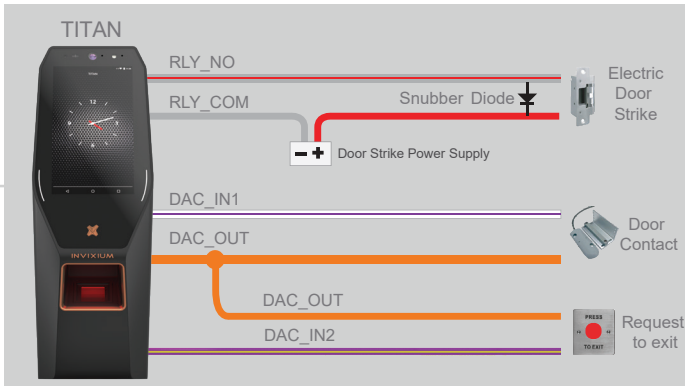 TITAN
RLY_NO
RLY_COM
Snubber Diode
Electric
Door
Strike
Door Strike Power Supply
12
DAC_IN1
DAC_OUT
Door
Contact
INVIXIUM
DAC_OUT
DAC_IN2
PRESS
TO EXIT
Request
to exit